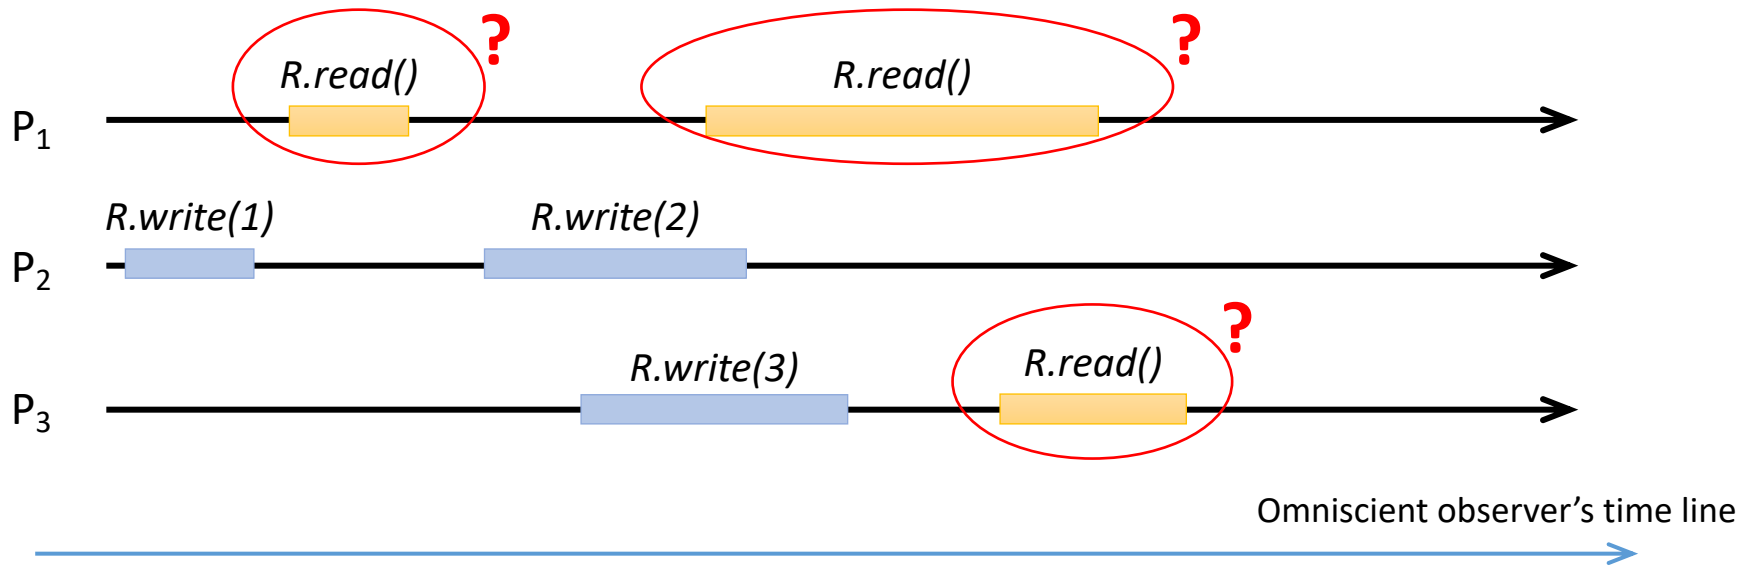 ?
?
R.read()
R.read()
P₁
R.write(1)
R.write(2)
P₂
?
R.write(3)
R.read()
P₃
Omniscient observer’s time line